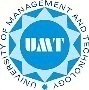 UNIVERSITY OF MANAGEMENT AND TECHNOLOGY
UMT